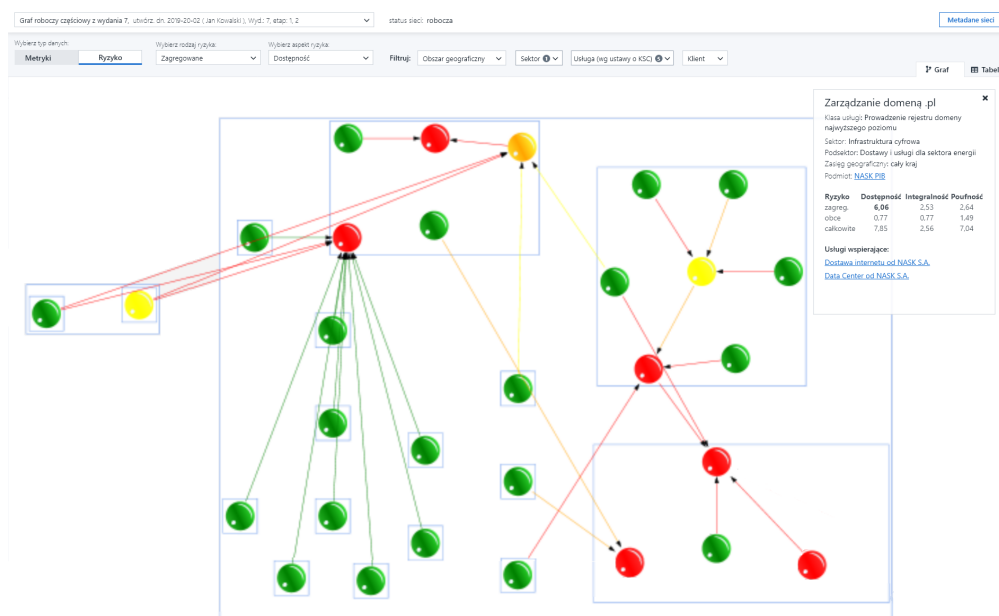 Graf roboczy częściowy z wydania 7, utwórz. dn: 2019-20-02 ( Jan Kowalski ), Wyd.: 7, etap: 1, 2
status sieci: robocza
Metadane sieci
Wybierz typ danych:
Metryki
Ryzyko
Wybierz rodzaj ryzyka:
Zagregowane
Wybierz aspekt ryzyka:
Dostępność
Filtruj:
Obszar geograficzny
Sektor 1
Usługa (wg ustawy o KSC) 5
Klient
Graf
Tabel
Zarządzanie domeną .pl
Klasa usługi: Prowadzenie rejestru domeny
najwyższego poziomu
Sektor: Infrastruktura cyfrowa
Podsektor: Dostawy i usługi dla sektora energii
Zasięg geograficzny: cały kraj
Podmiot: NASK PIB
Ryzyko Dostępność Integralność Poufność
zagreg. 6,06 2,53 2,64
obce 0,77 0,77 1,49
całkowite 7,85 2,56 7,04
Usługi wspierające:
Dostawa internetu od NASK S.A.
Data Center od NASK S.A.